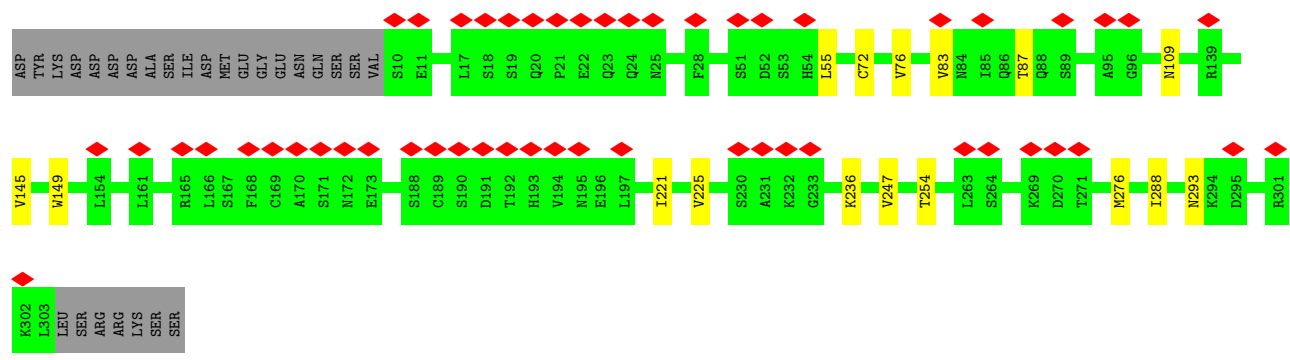 ASP TYR LYS ASP ASP ASP ASP ALA SER ILE ASP MET GLU GLY GLU ASN GLN SER SER VAL S10 E11 L17 S18 S19 Q20 P21 E22 Q23 Q24 N25 F28 S51 D52 S53 H54 L55 C72 V76 V83 N84 I85 Q86 T87 Q88 S89 A95 G96 N109 R139
V145 W149 L154 L161 R165 L166 S167 F168 C169 A170 S171 N172 E173 S188 C189 S190 D191 T192 H193 V194 N195 E196 L197 I221 V225 S230 A231 K232 G233 K236 V247 T254 L263 S264 K269 D270 T271 M276 I288 N293 K294 D295 R301
K302 L303 LEU SER ARG ARG LYS SER SER